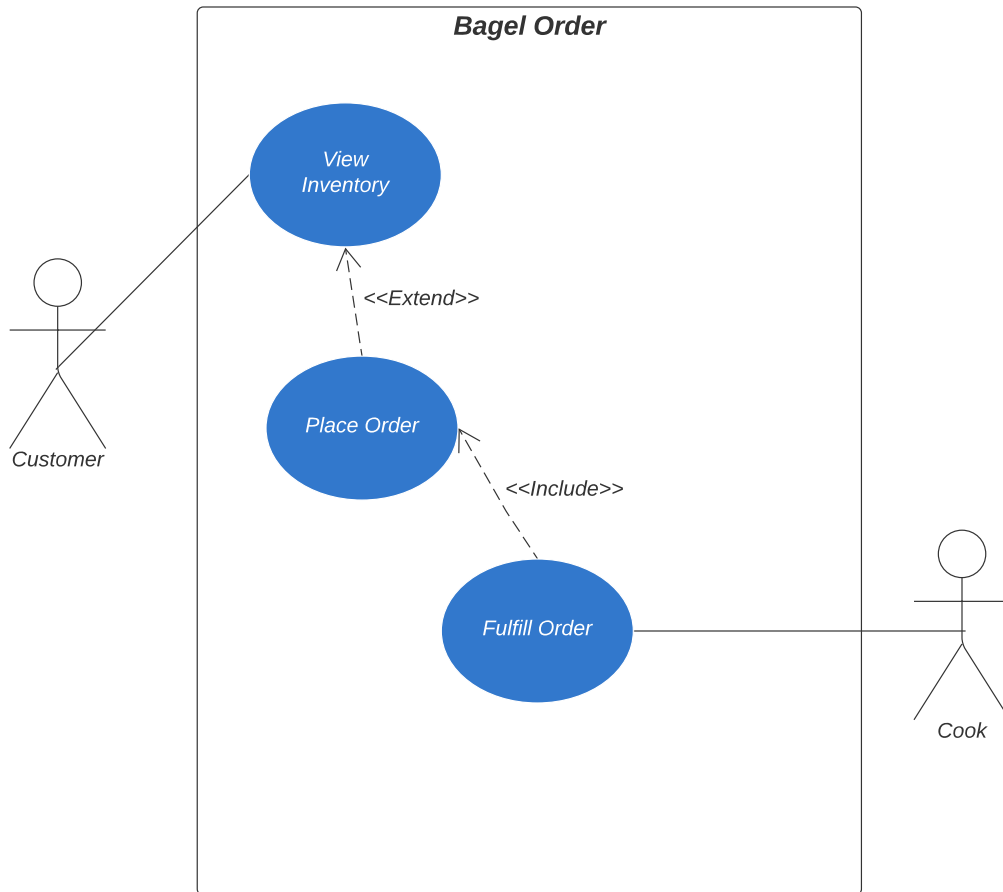 Bagel Order
View
Inventory
<<Extend>>
Place Order
Customer
<<Include>>
Fulfill Order
Cook